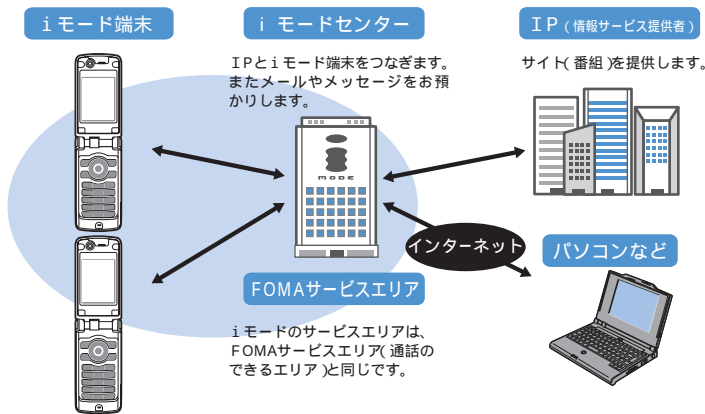 iモード端末
i モードセンター
IP(情報サービス提供者)
IPとiモード端末をつなぎます。
またメールやメッセージをお預
かりします。
サイト(番組)を提供します。
MODE
インターネット
パソコンなど
FOMAサービスエリア
iモードのサービスエリアは、
FOMAサービスエリア(通話の
できるエリア)と同じです。